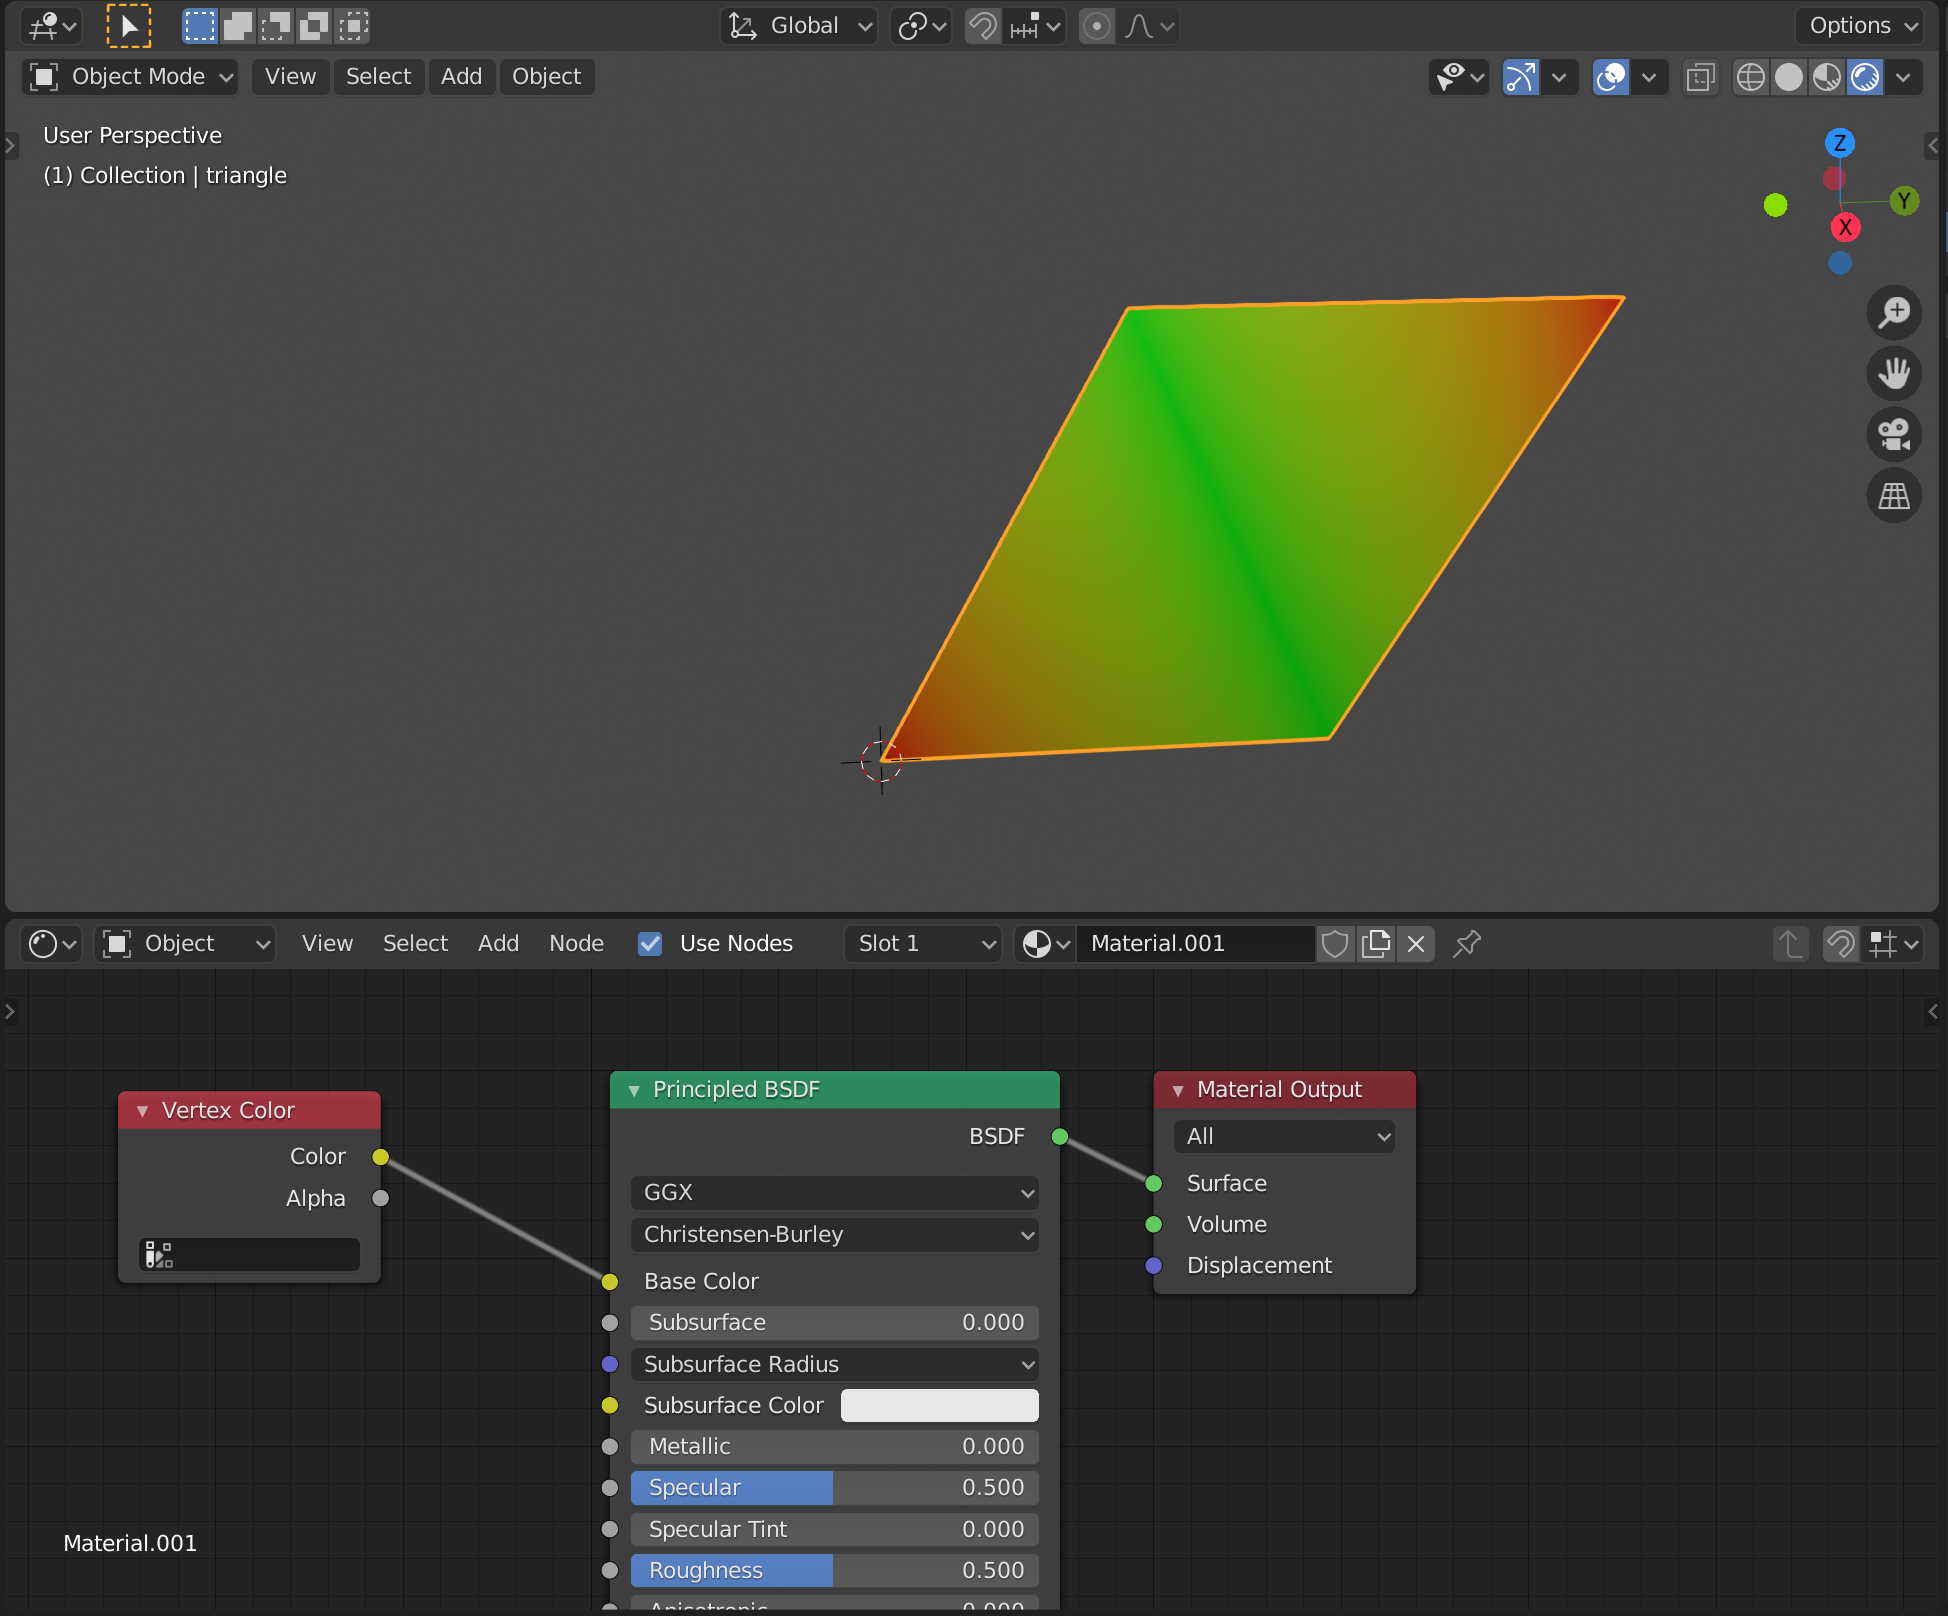 Global
Options
Object Mode View Select Add Object
User Perspective
(1) Collection | triangle
Z
Y
X
Object View Select Add Node Use Nodes Slot 1 Material.001
Vertex Color
Color
Alpha
Principled BSDF
BSDF
GGX
Christensen-Burley
Base Color
Subsurface 0.000
Subsurface Radius
Subsurface Color
Metallic 0.000
Specular 0.500
Specular Tint 0.000
Roughness 0.500
Anisotropic 0.000
Material Output
All
Surface
Volume
Displacement
Material.001